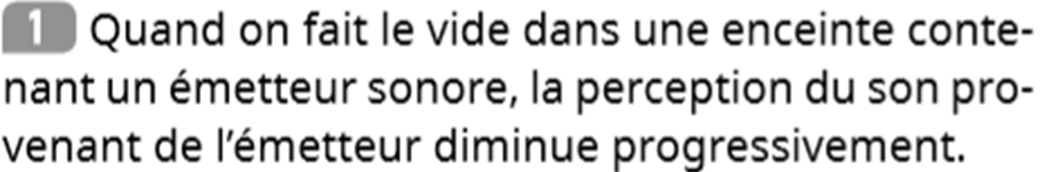 1 Quand on fait le vide dans une enceinte conte-
nant un émetteur sonore, la perception du son pro-
venant de l’émetteur diminue progressivement.